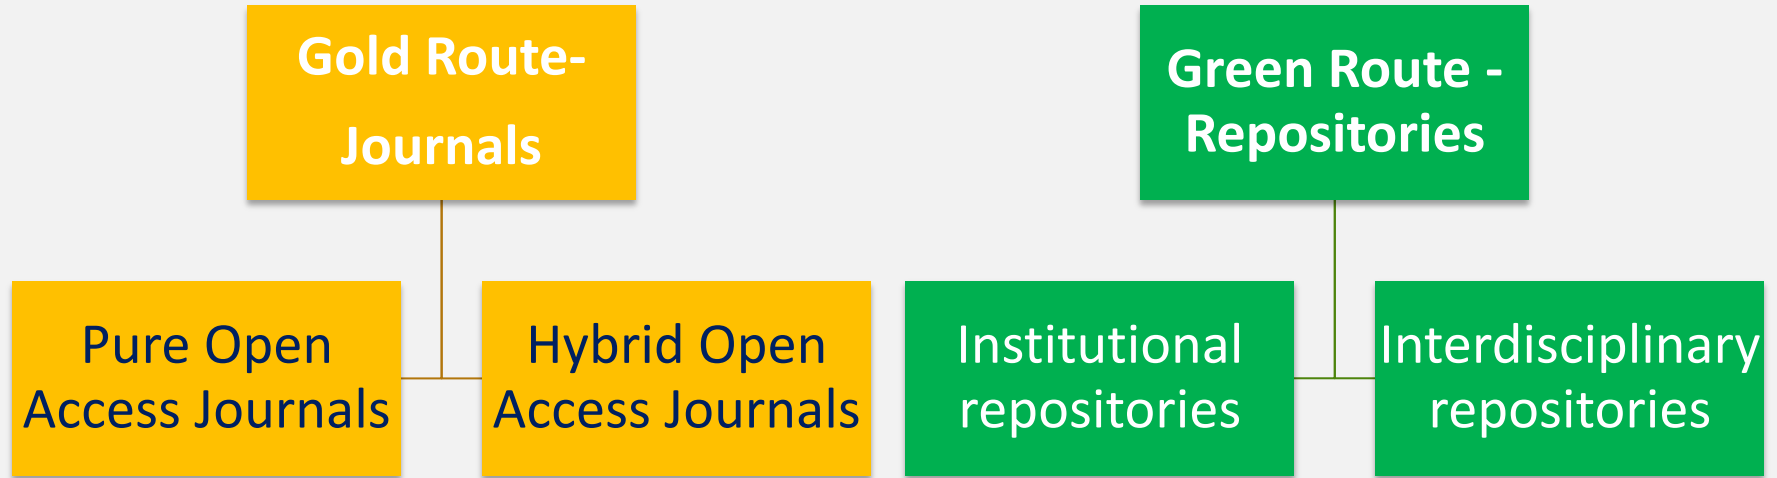 Gold Route-
Journals
Green Route -
Repositories
Pure Open
Access Journals
Hybrid Open
Access Journals
Institutional
repositories
Interdisciplinary
repositories